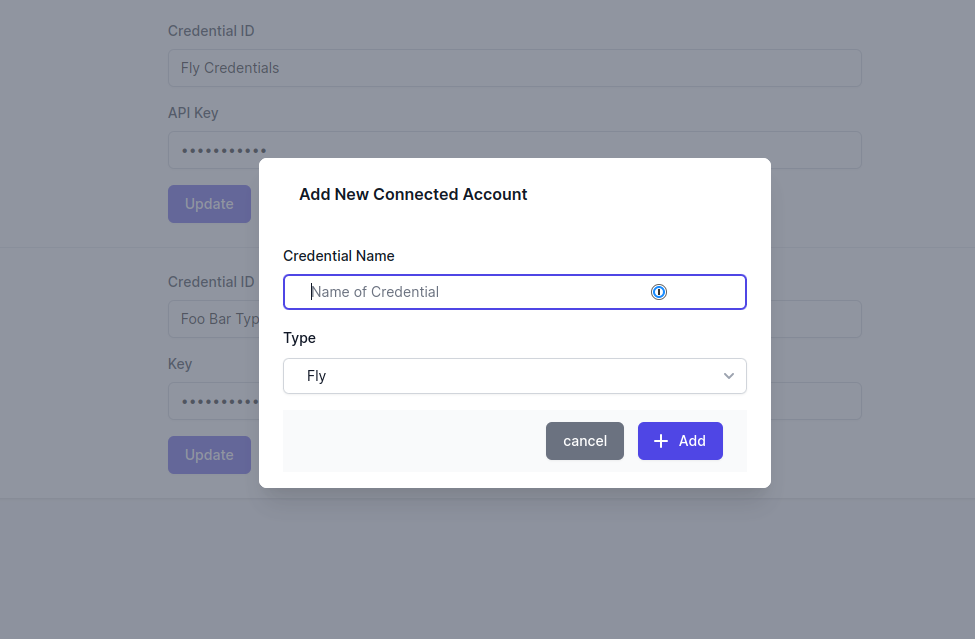 Credential ID
Fly Credentials
API Key
•••••••••••
Update
Add New Connected Account
Credential Name
Name of Credential
Type
Fly
cancel
Add
Credential ID
Foo Bar Typ
Key
Update